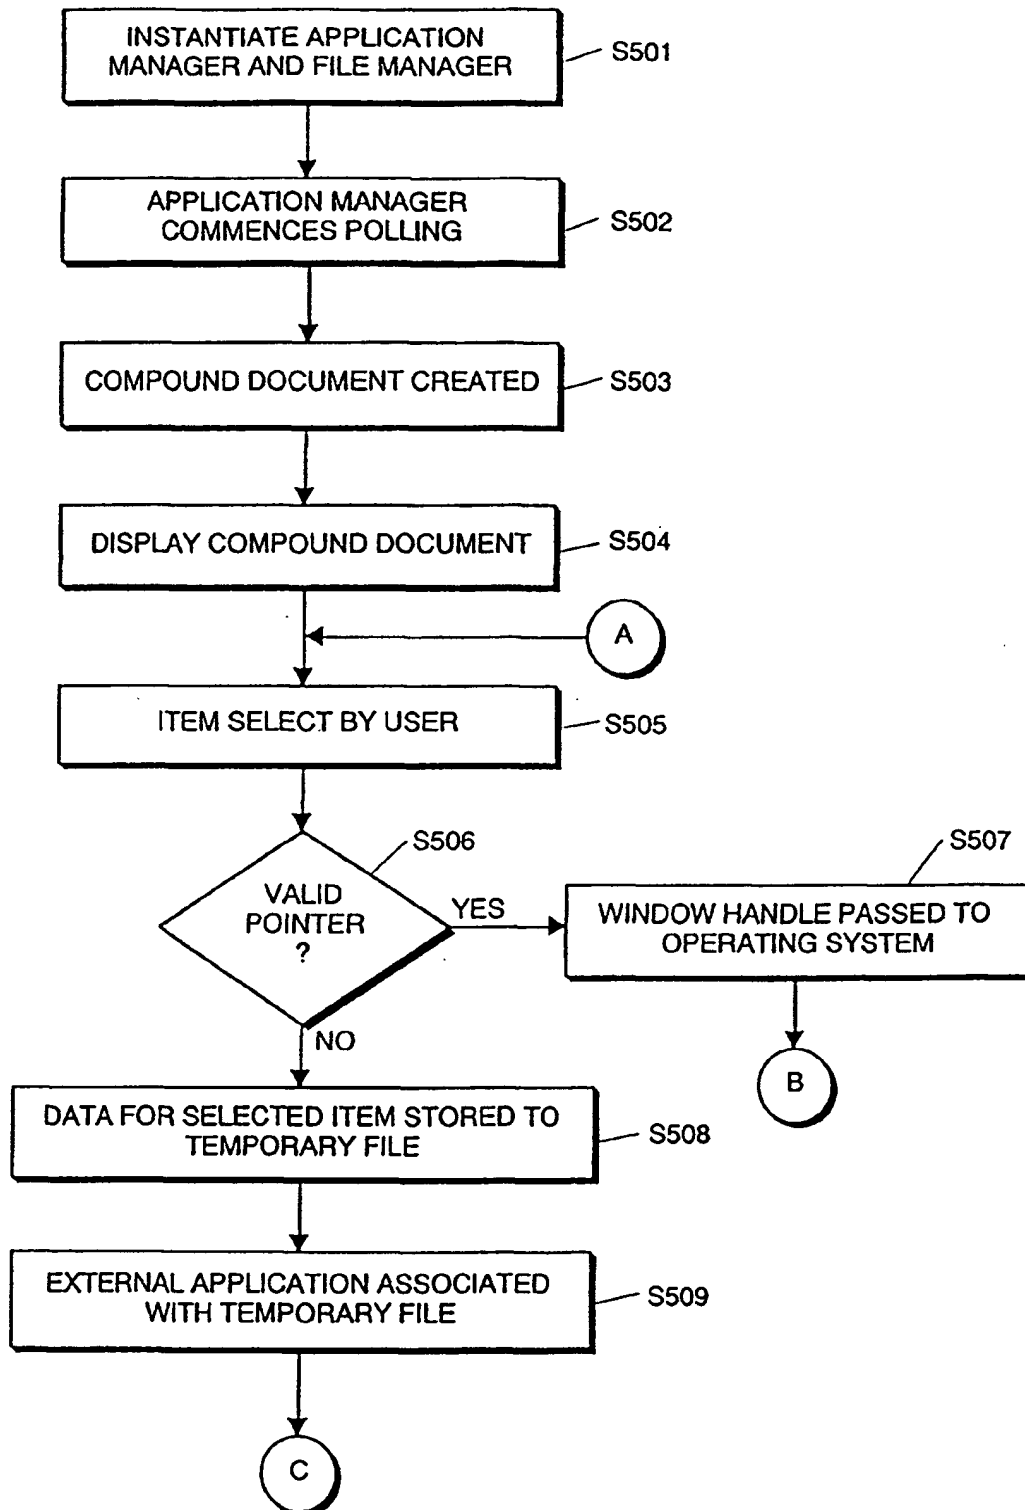 INSTANTIATE APPLICATION
MANAGER AND FILE MANAGER
S501
APPLICATION MANAGER
COMMENCES POLLING
S502
COMPOUND DOCUMENT CREATED
S503
DISPLAY COMPOUND DOCUMENT
S504
A
ITEM SELECT BY USER
S505
S506
VALID
POINTER
?
YES
S507
WINDOW HANDLE PASSED TO
OPERATING SYSTEM
NO
B
DATA FOR SELECTED ITEM STORED TO
TEMPORARY FILE
S508
EXTERNAL APPLICATION ASSOCIATED
WITH TEMPORARY FILE
S509
C